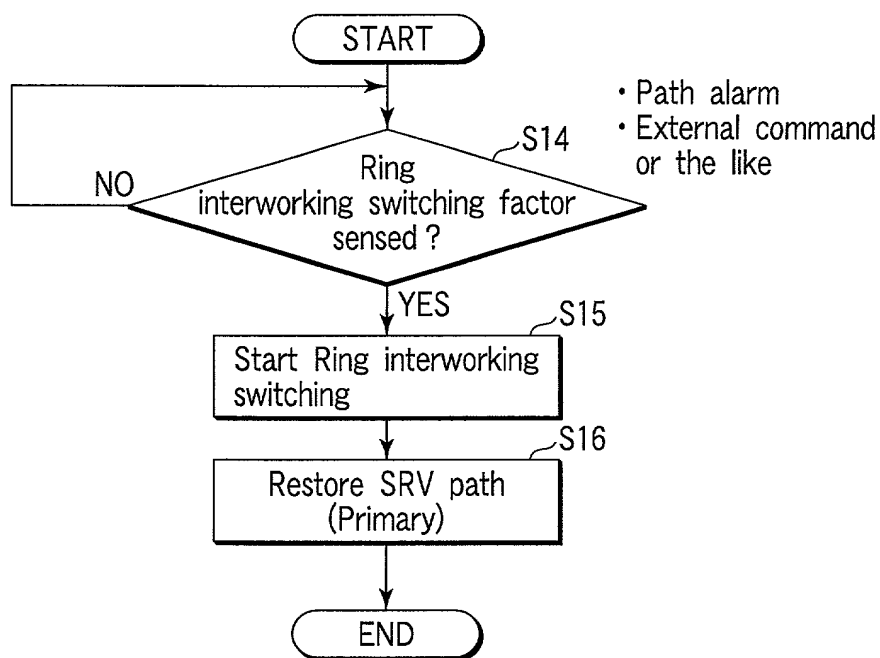 START
・Path alarm
・External command
or the like
S14
Ring
interworking switching factor
sensed ?
NO
YES
S15
Start Ring interworking
switching
S16
Restore SRV path
(Primary)
END